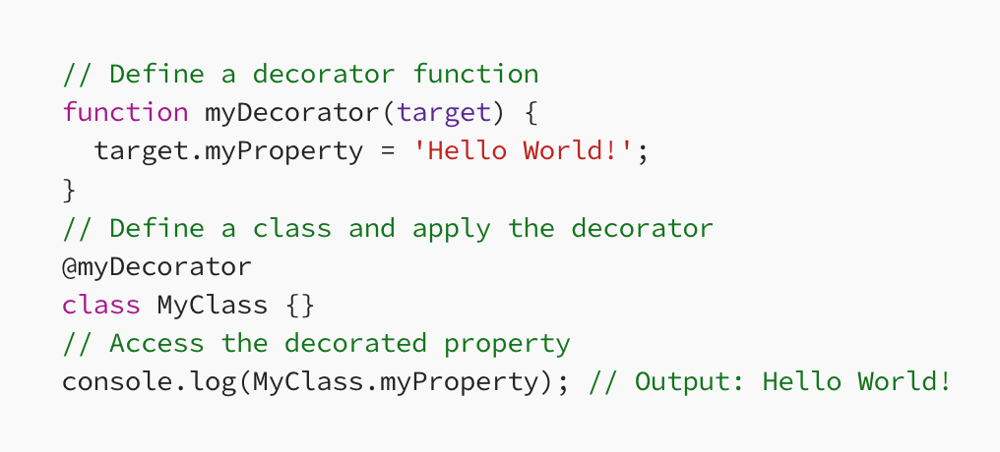 // Define a decorator function
function myDecorator(target) {
  target.myProperty = 'Hello World!';
}
// Define a class and apply the decorator
@myDecorator
class MyClass {}
// Access the decorated property
console.log(MyClass.myProperty); // Output: Hello World!